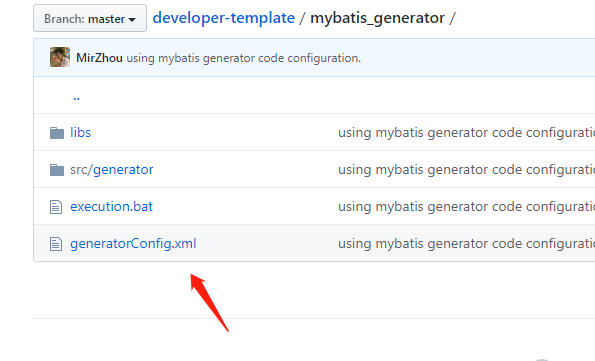 Branch: master developer-template / mybatis_generator /
MirZhou using mybatis generator code configuration.
..
libs using mybatis generator code configuratio
src/generator using mybatis generator code configuratio
execution.bat using mybatis generator code configuratio
generatorConfig.xml using mybatis generator code configuratio